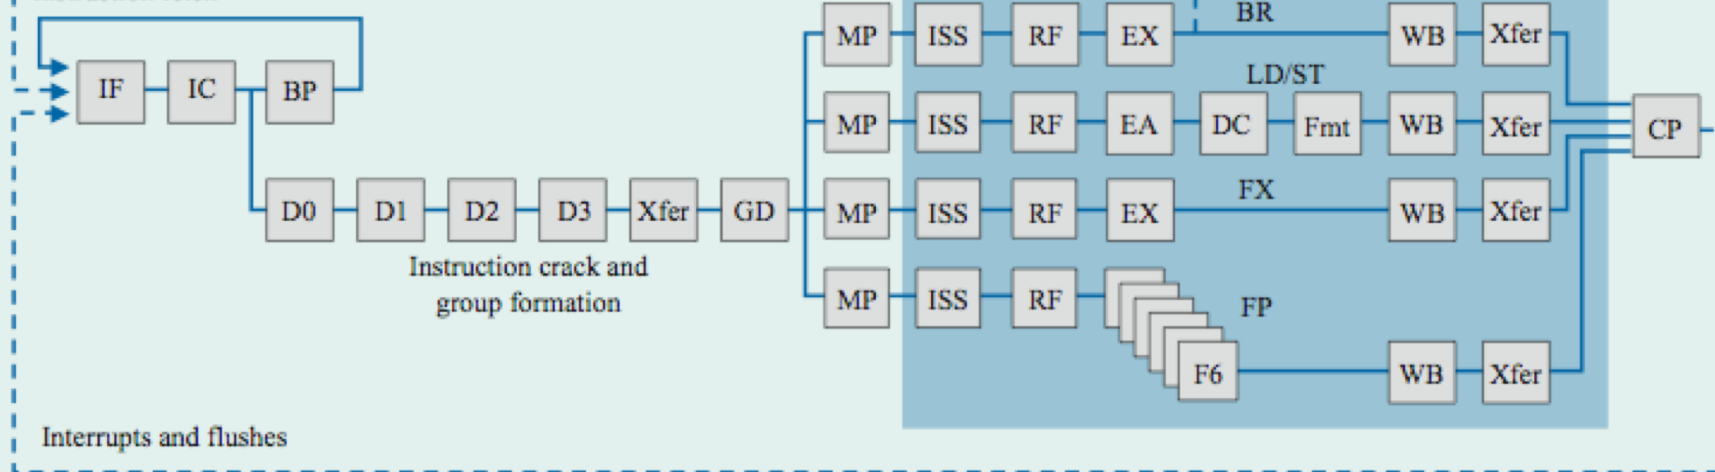 BR
MP ISS RF EX WB Xfer
IF IC BP
LD/ST
MP ISS RF EA DC Fmt WB Xfer
CP
FX
D0 D1 D2 D3 Xfer GD
MP ISS RF EX WB Xfer
Instruction crack and
group formation
MP ISS RF
FP
F6 WB Xfer
Interrupts and flushes